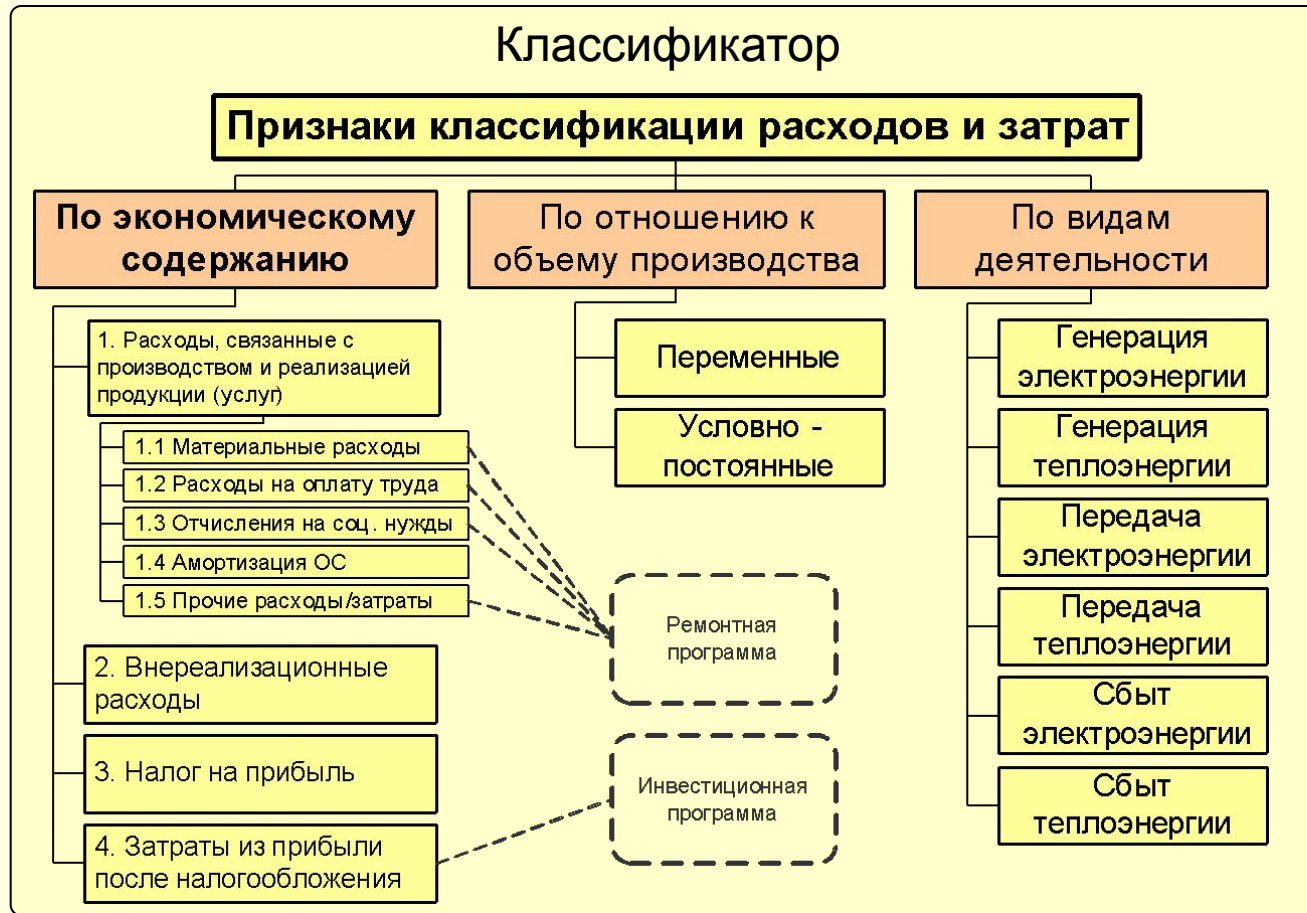 Классификатор
Признаки классификации расходов и затрат
По экономическому
содержанию
1. Расходы, связанные с
производством и реализацией
продукции (услуг)
1.1 Материальные расходы
1.2 Расходы на оплату труда
1.3 Отчисления на соц. нужды
1.4 Амортизация ОС
1.5 Прочие расходы/затраты
2. Внереализационные
расходы
3. Налог на прибыль
4. Затраты из прибыли
после налогообложения
По отношению к
объему производства
Переменные
Условно -
постоянные
Ремонтная
программа
Инвестиционная
программа
По видам
деятельности
Генерация
электроэнергии
Генерация
теплоэнергии
Передача
электроэнергии
Передача
теплоэнергии
Сбыт
электроэнергии
Сбыт
теплоэнергии